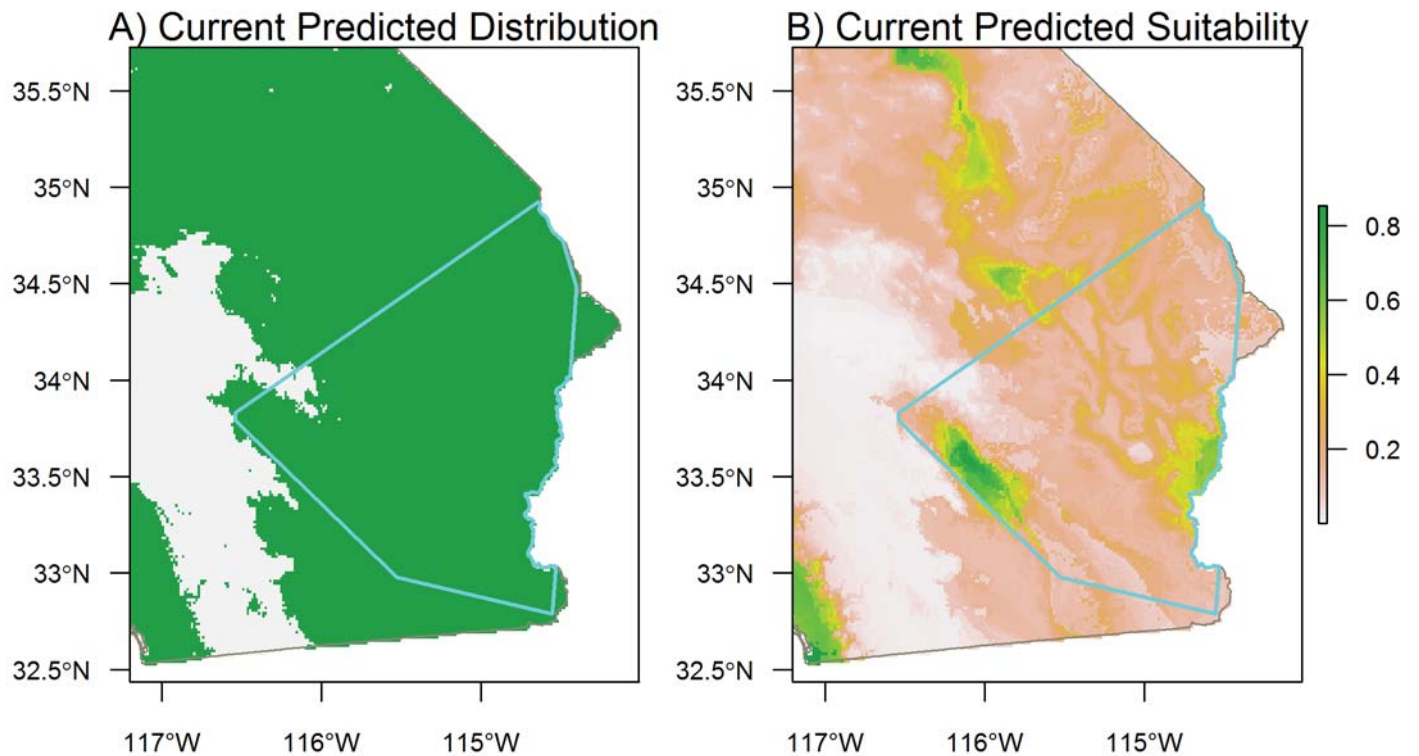 A) Current Predicted Distribution
35.5°N
35°N
34.5°N
34°N
33.5°N
33°N
32.5°N
117°W 116°W 115°W
B) Current Predicted Suitability
35.5°N
35°N
34.5°N
34°N
33.5°N
33°N
32.5°N
117°W 116°W 115°W
0.8
0.6
0.4
0.2